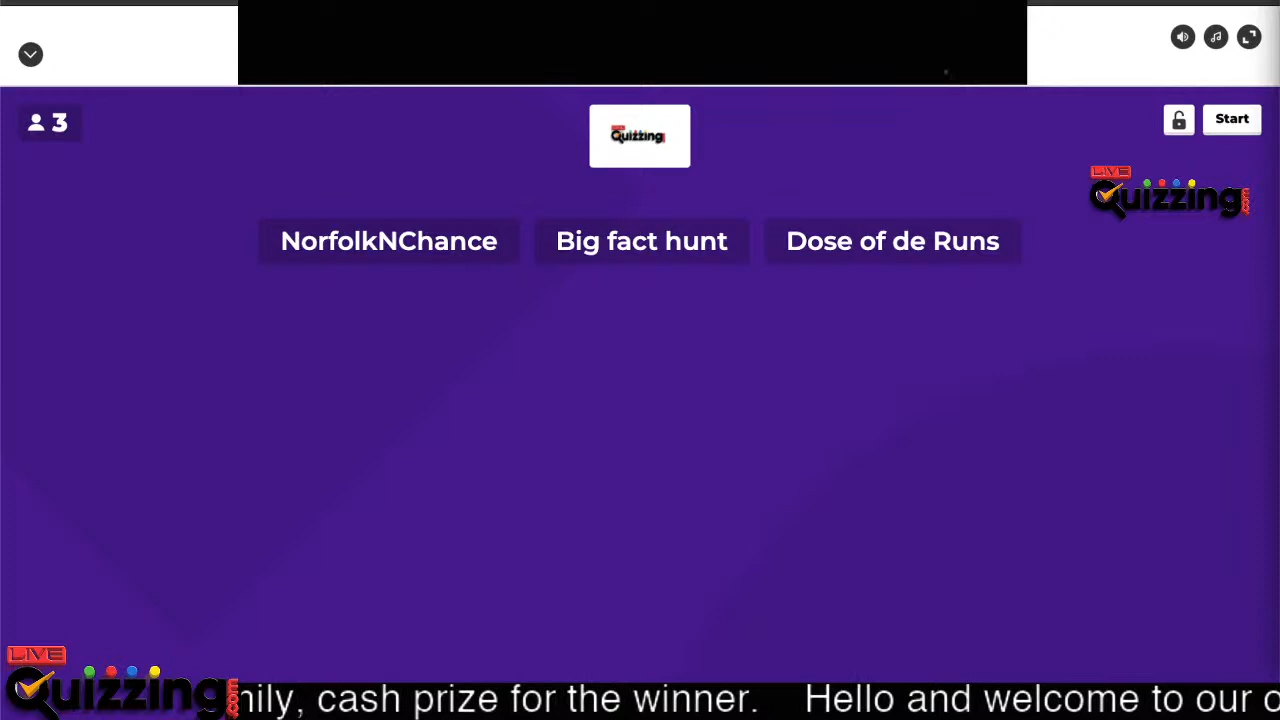 3
Quizzing
Start
LIVE
Quizzing.com
NorfolkNChance
Big fact hunt
Dose of de Runs
LIVE
Quizzing.com
nily, cash prize for the winner. Hello and welcome to our